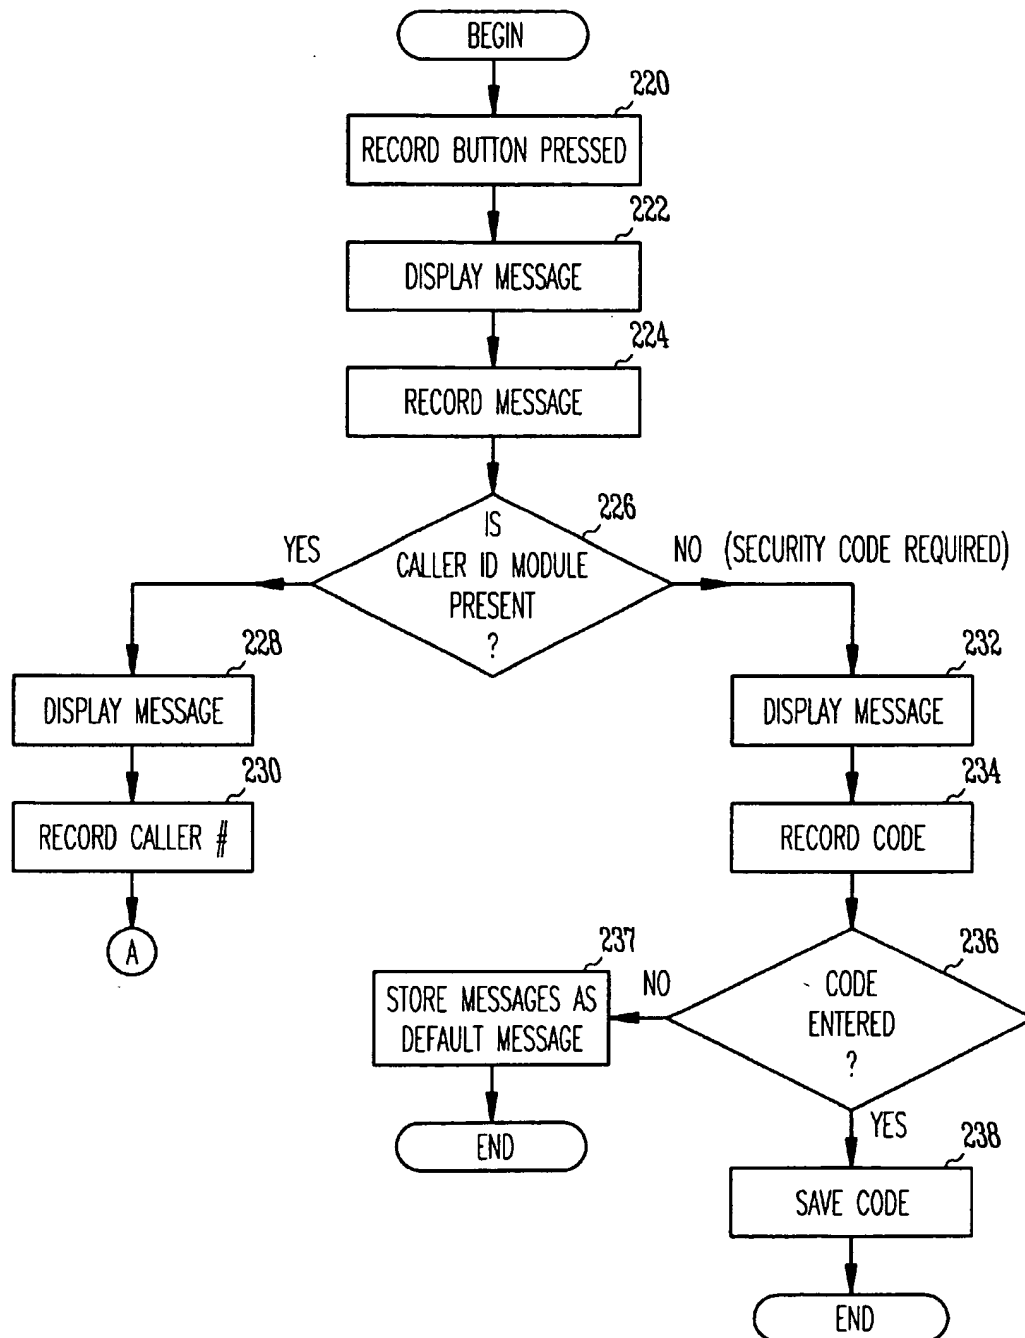 BEGIN
220
RECORD BUTTON PRESSED
222
DISPLAY MESSAGE
224
RECORD MESSAGE
226
IS
CALLER ID MODULE
PRESENT
?
YES
NO (SECURITY CODE REQUIRED)
228
DISPLAY MESSAGE
230
RECORD CALLER #
A
232
DISPLAY MESSAGE
234
RECORD CODE
236
CODE
ENTERED
?
NO
237
STORE MESSAGES AS
DEFAULT MESSAGE
END
YES
238
SAVE CODE
END